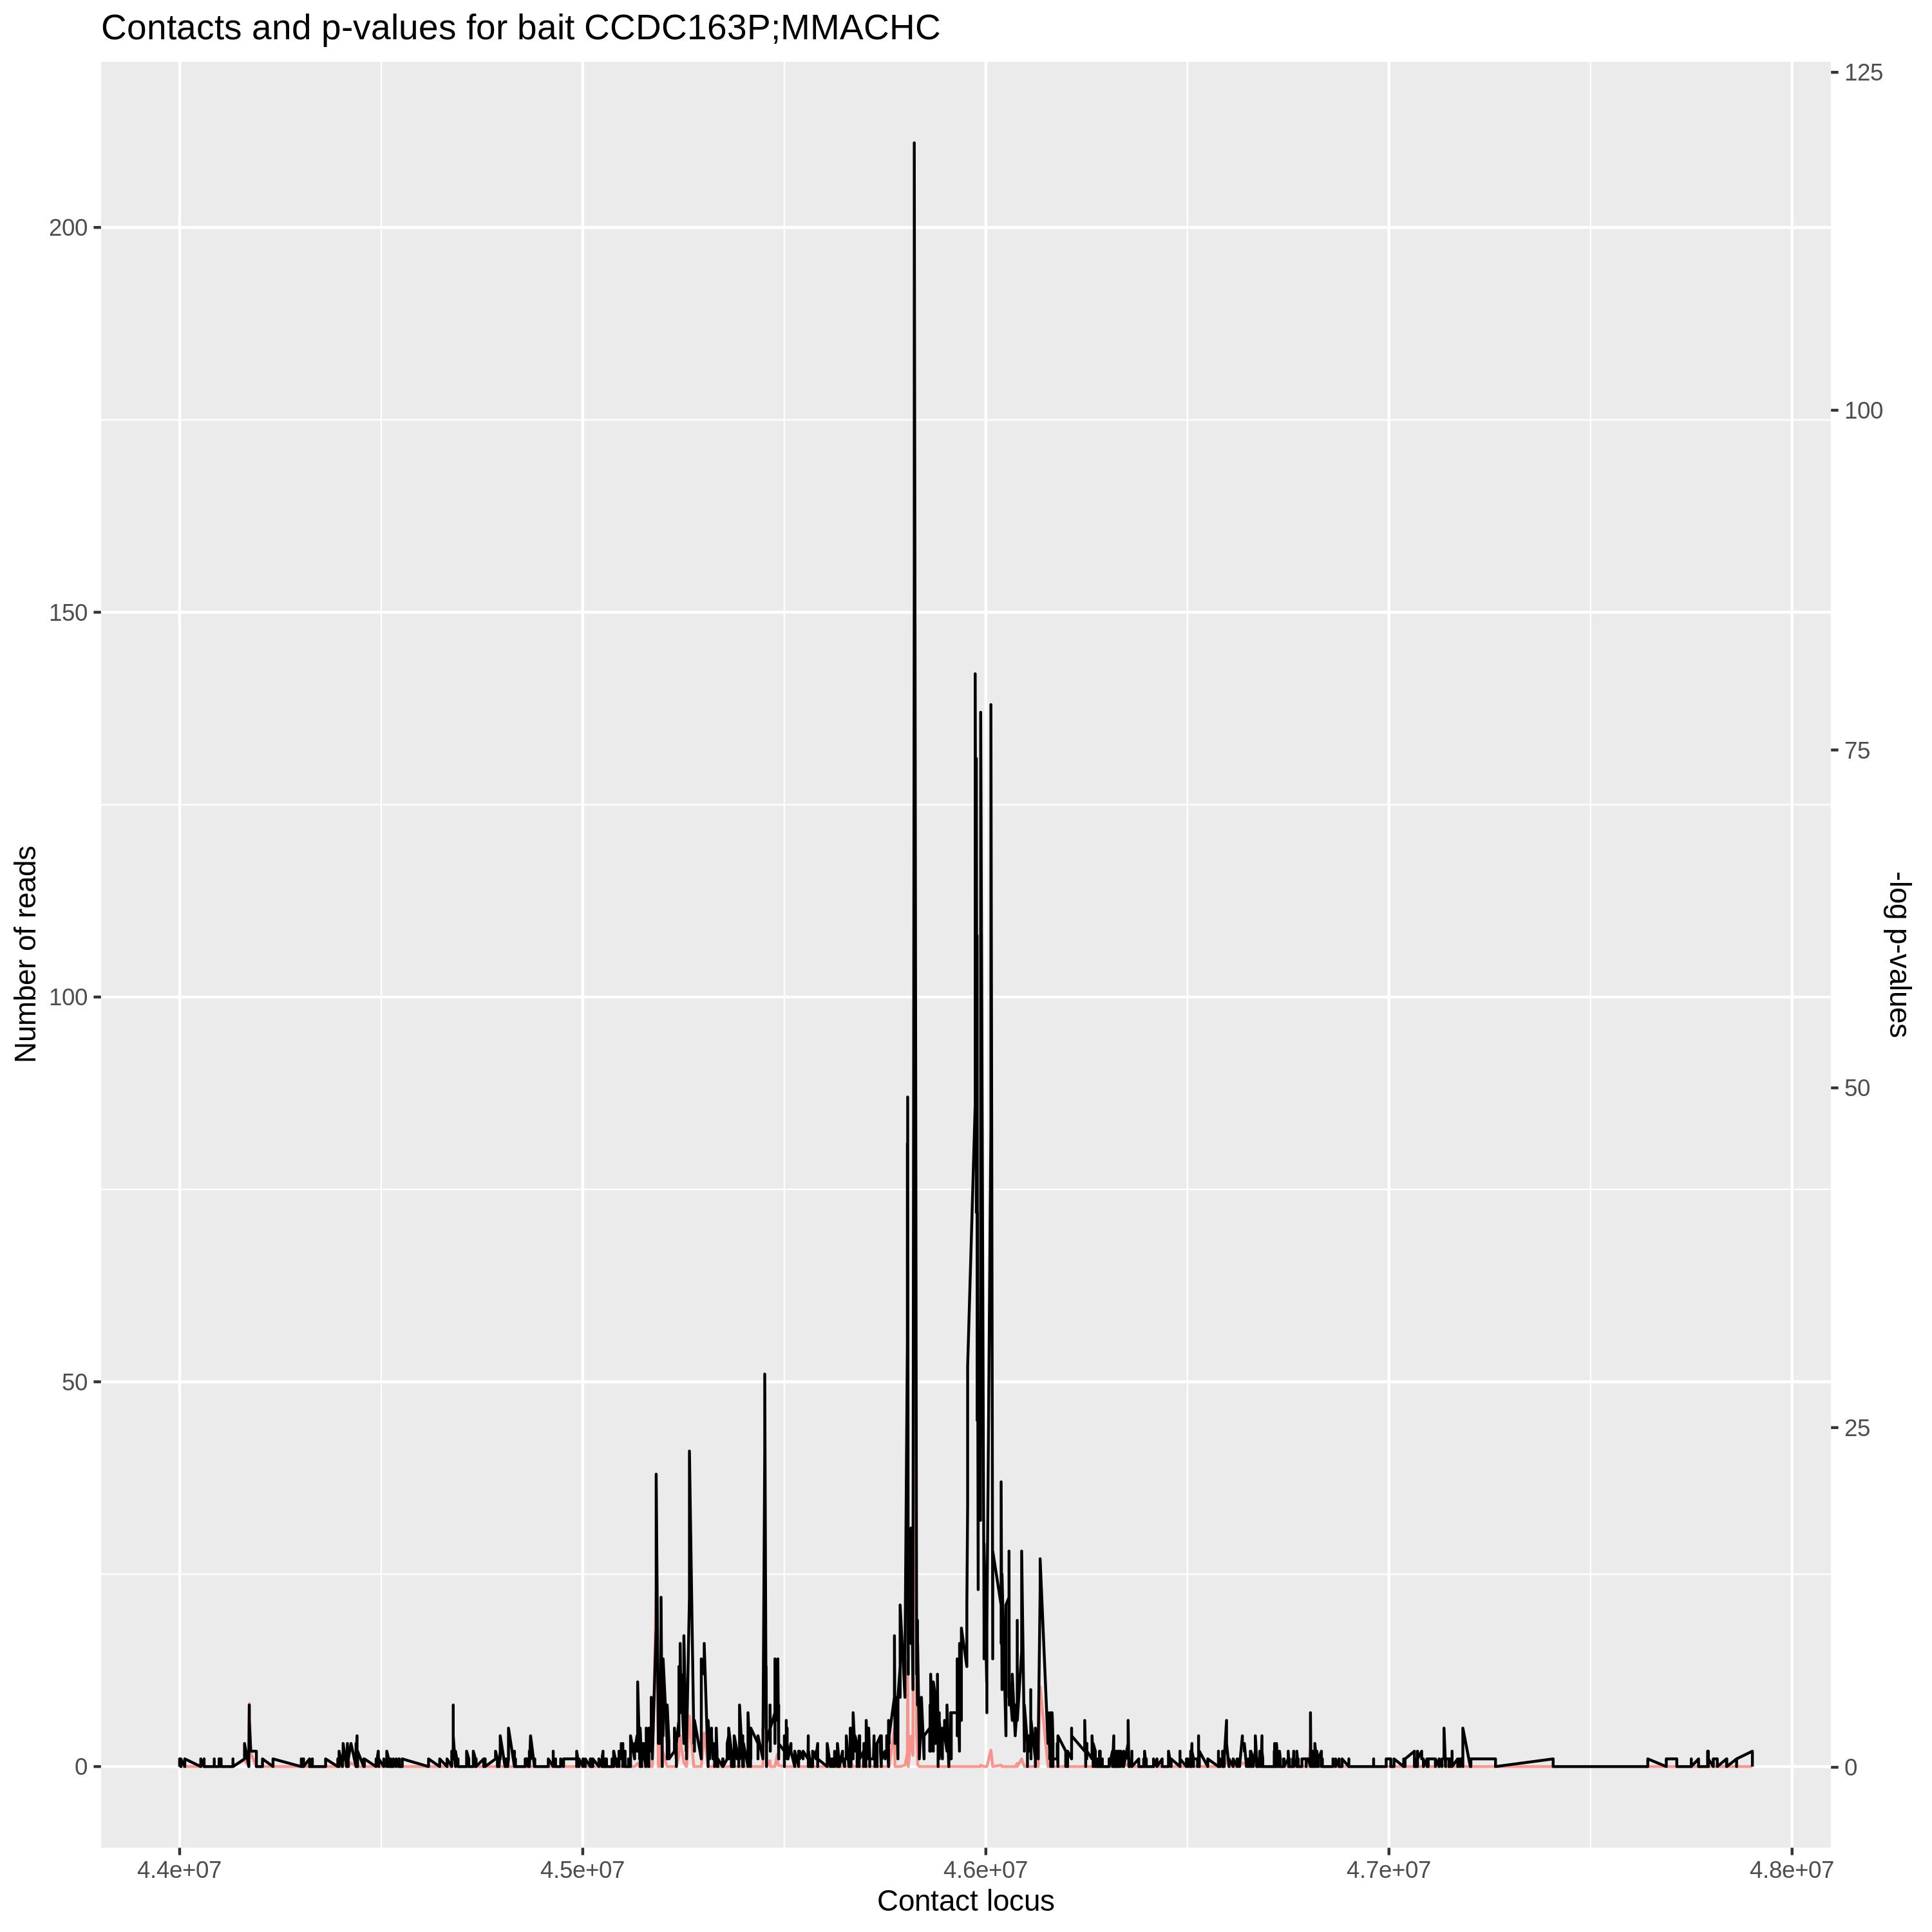 Contacts and p-values for bait CCDC163P;MMACHC
Number of reads
200
150
100
50
0
125
100
75
50
25
0
-log p-values
4.4e+07
4.5e+07
4.6e+07
4.7e+07
4.8e+07
Contact locus